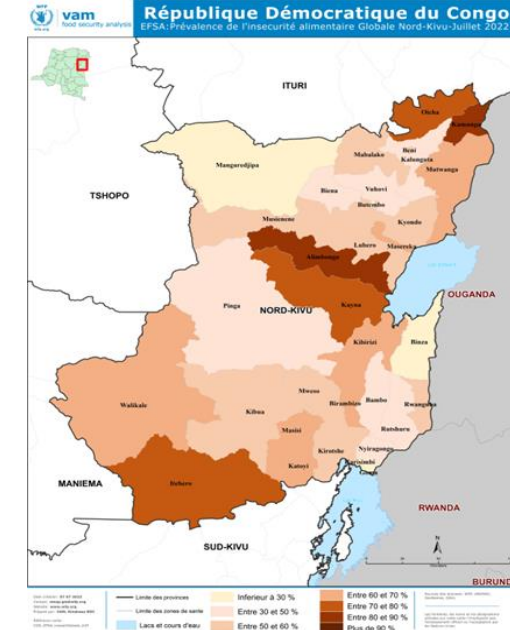 wfp.org
vam
food security analysis
République Démocratique du Congo
EFSA:Prévalence de l'insécurité alimentaire Globale Nord-Kivu-Juillet 2022
ITURI
Oicha
Kamango
Mabalako
Beni
Kalunguta
Mutwanga
Manguredjipa
TSHOPO
Biena
Vuhovi
Butembo
Musienene
Kyondo
Lubero
Masereka
Alimbongo
OUGANDA
Pinga
NORD-KIVU
Kayna
Kibirizi
Binza
Mweso
Birambizo
Bambo
Rwanguba
Walikale
Kibua
Masisi
Rutshuru
Kirotshe
Nyiragongo
Katoyi
Karisimbi
MANIEMA
Itebero
RWANDA
SUD-KIVU
N
BURUND
Limite des provinces
Limite des zones de santé
Lacs et cours d'eau
Inferieur à 30 %
Entre 30 et 50 %
Entre 50 et 60 %
Entre 60 et 70 %
Entre 70 et 80 %
Entre 80 et 90 %
Plus de 90 %